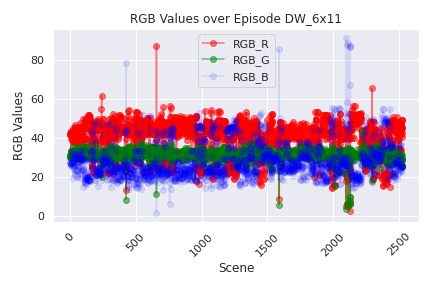 RGB Values over Episode DW_6x11
RGB_R
RGB_G
RGB_B
RGB Values
80
60
40
20
0
0
500
1000
1500
2000
2500
Scene